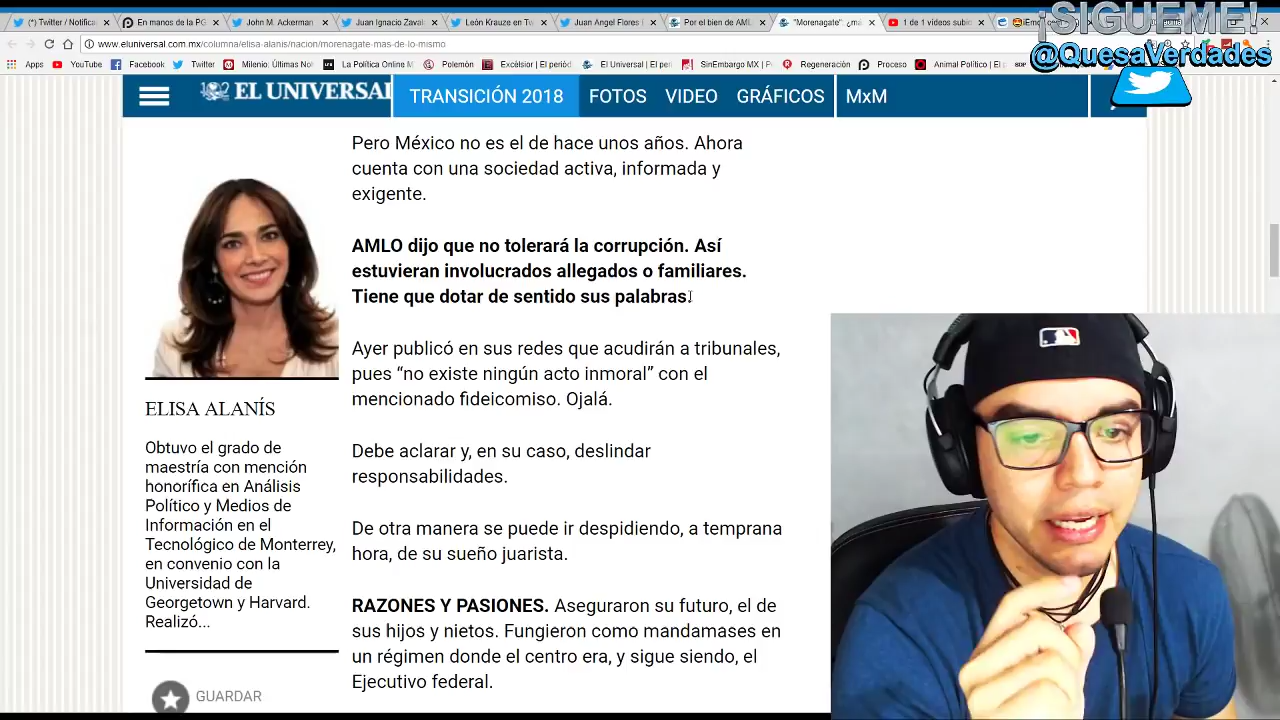 (*) Twitter / Notifica
En manos de la PG
John M. Ackerman
Juan Ignacio Zaval
León Krauze en Tw
Juan Angel Flores
Por el bien de AML
"Morenagate": ¿má
1 de 1 vídeos subid
¡SIGUEME!
@QuesaVerdades
www.eluniversal.com.mx/columna/elisa-alanis/nacion/morenagate-mas-de-lo-mismo
Apps YouTube Facebook Twitter Milenio: Últimas Not La Política Online M Polemón Excélsior | El periód El Universal | El peri SinEmbargo MX | P Regeneración Proceso Animal Político | El
EL UNIVERSAL TRANSICIÓN 2018 FOTOS VIDEO GRÁFICOS MxM
Pero México no es el de hace unos años. Ahora
cuenta con una sociedad activa, informada y
exigente.
AMLO dijo que no tolerará la corrupción. Así
estuvieran involucrados allegados o familiares.
Tiene que dotar de sentido sus palabras.
Ayer publicó en sus redes que acudirán a tribunales,
pues “no existe ningún acto inmoral” con el
mencionado fideicomiso. Ojalá.
Debe aclarar y, en su caso, deslindar
responsabilidades.
De otra manera se puede ir despidiendo, a temprana
hora, de su sueño juarista.
RAZONES Y PASIONES. Aseguraron su futuro, el de
sus hijos y nietos. Fungieron como mandamases en
un régimen donde el centro era, y sigue siendo, el
Ejecutivo federal.
ELISA ALANÍS
Obtuvo el grado de
maestría con mención
honorífica en Análisis
Político y Medios de
Información en el
Tecnológico de Monterrey,
en convenio con la
Universidad de
Georgetown y Harvard.
Realizó...
GUARDAR